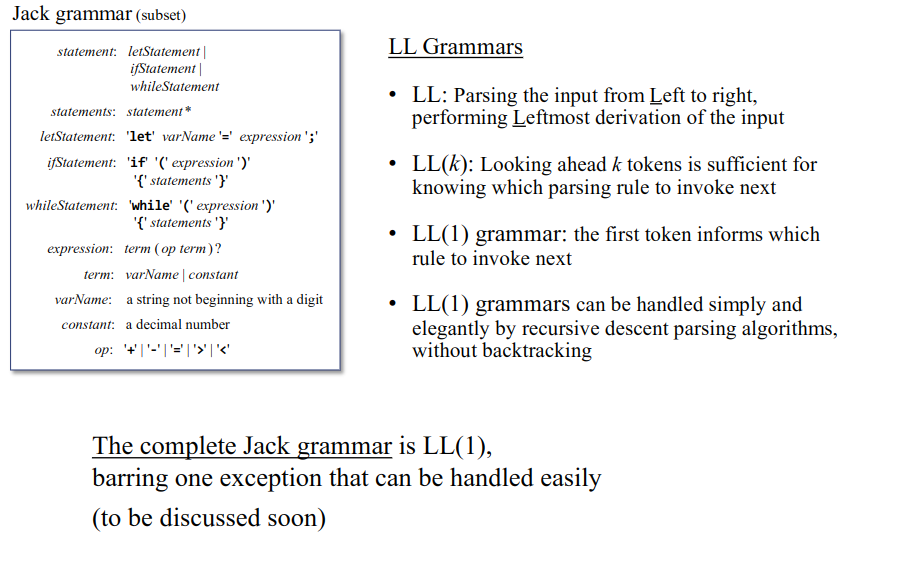 Jack grammar (subset)
statement: letStatement |
ifStatement |
whileStatement
statements: statement*
letStatement: 'let' varName '=' expression ';'
ifStatement: 'if' '(' expression ')'
'{' statements '}'
whileStatement: 'while' '(' expression ')'
'{' statements '}'
expression: term (op term)?
term: varName | constant
varName: a string not beginning with a digit
constant: a decimal number
op: '+' | '-' | '=' | '>' | '<'
LL Grammars
• LL: Parsing the input from Left to right,
performing Leftmost derivation of the input
• LL(k): Looking ahead k tokens is sufficient for
knowing which parsing rule to invoke next
• LL(1) grammar: the first token informs which
rule to invoke next
• LL(1) grammars can be handled simply and
elegantly by recursive descent parsing algorithms,
without backtracking
The complete Jack grammar is LL(1),
barring one exception that can be handled easily
(to be discussed soon)